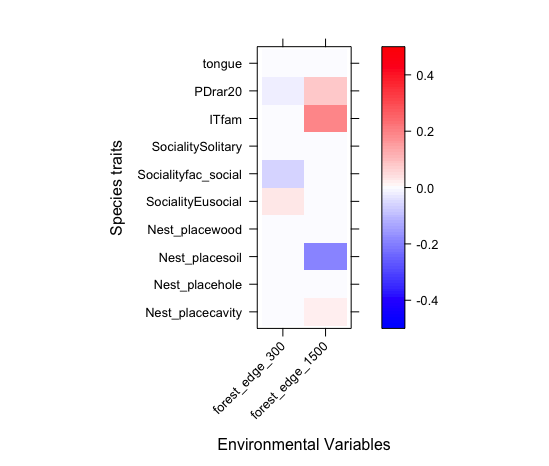 tongue
PDrar20
ITfam
SocialitySolitary
Socialityfac_social
SocialityEusocial
Nest_placewood
Nest_placesoil
Nest_placehole
Nest_placecavity
Species traits
forest_edge_300
forest_edge_1500
Environmental Variables
0.4
0.2
0.0
-0.2
-0.4